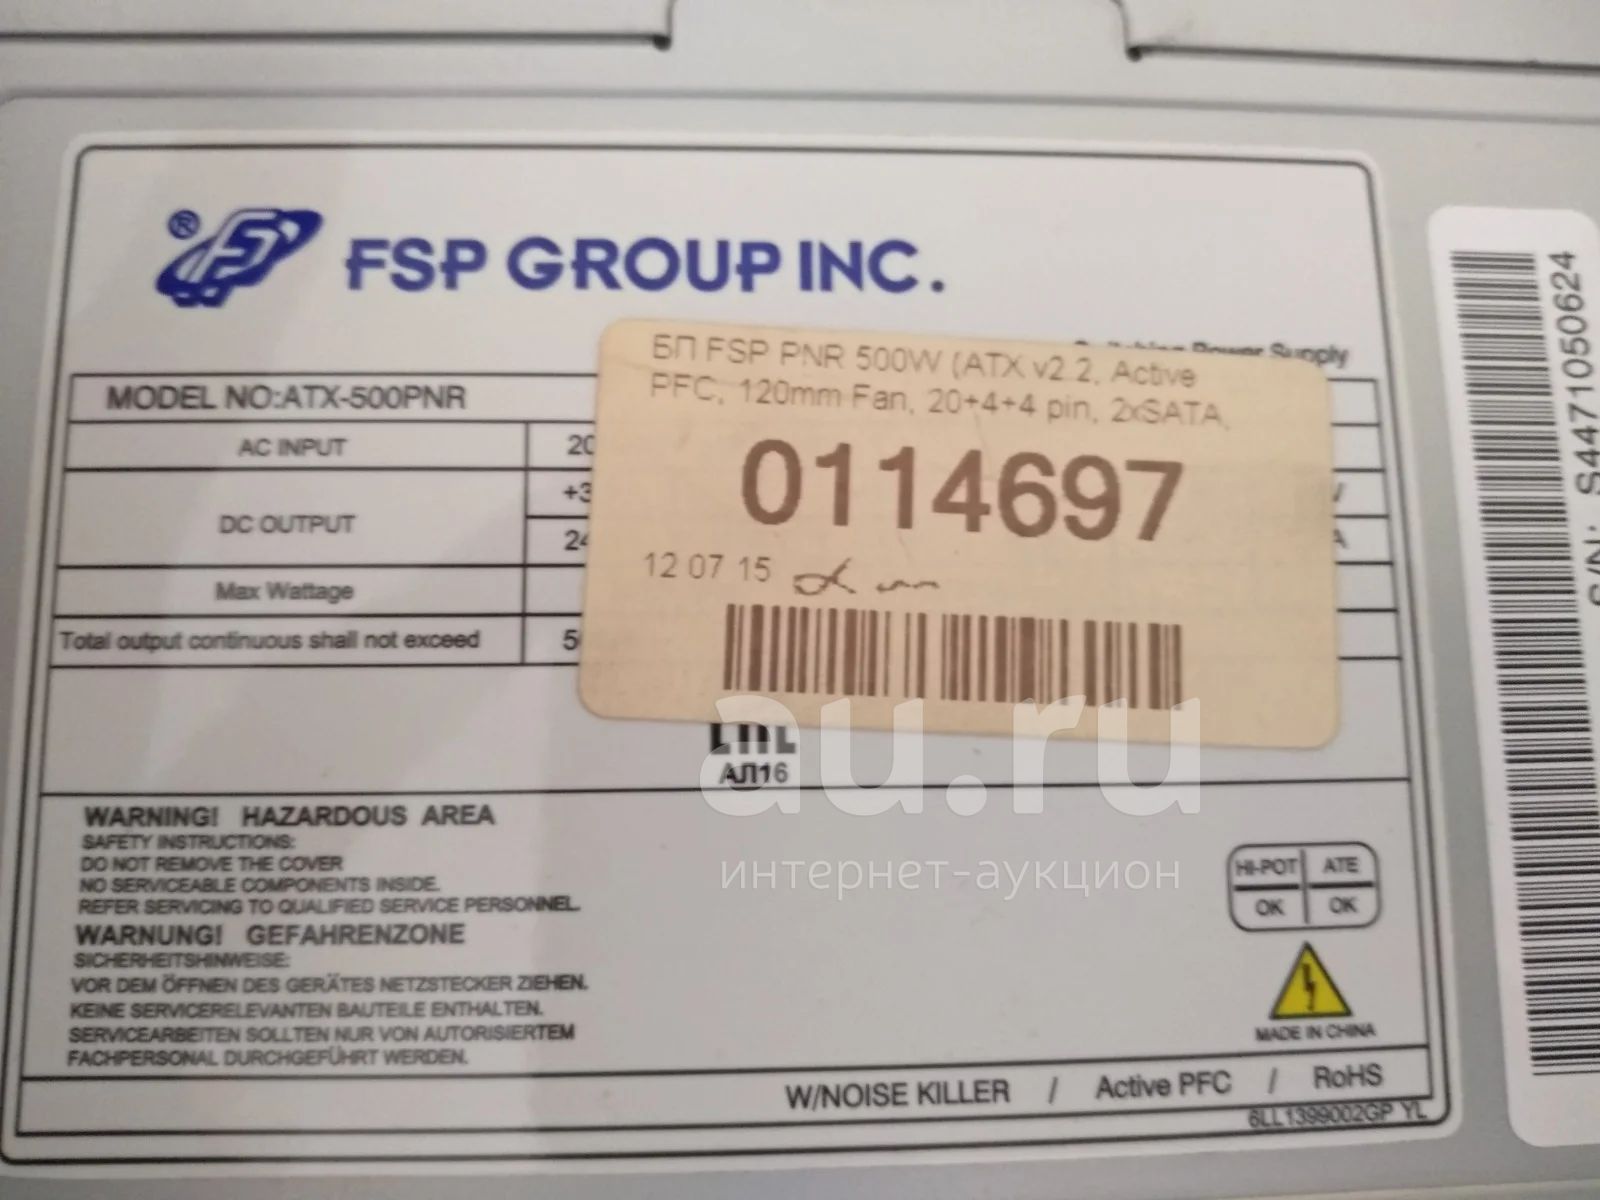 ® FSP GROUP INC.
Switching Power Supply
БП FSP PNR 500W (ATX v2.2, Active
PFC, 120mm Fan, 20+4+4 pin, 2xSATA,
0114697
12 07 15
MODEL NO:ATX-500PNR
AC INPUT
DC OUTPUT
Max Wattage
Total output continuous shall not exceed
АЛ16
WARNING! HAZARDOUS AREA
SAFETY INSTRUCTIONS:
DO NOT REMOVE THE COVER
NO SERVICEABLE COMPONENTS INSIDE.
REFER SERVICING TO QUALIFIED SERVICE PERSONNEL.
WARNUNG! GEFAHRENZONE
SICHERHEITSHINWEISE:
VOR DEM ÖFFNEN DES GERÄTES NETZSTECKER ZIEHEN.
KEINE SERVICERELEVANTEN BAUTEILE ENTHALTEN.
SERVICEARBEITEN SOLLTEN NUR VON AUTORISIERTEM
FACHPERSONAL DURCHGEFÜHRT WERDEN.
HI-POT ATE
OK OK
MADE IN CHINA
W/NOISE KILLER / Active PFC / RoHS
6LL1399002GP YL
S/N: S4471050624
au.ru
интернет-аукцион